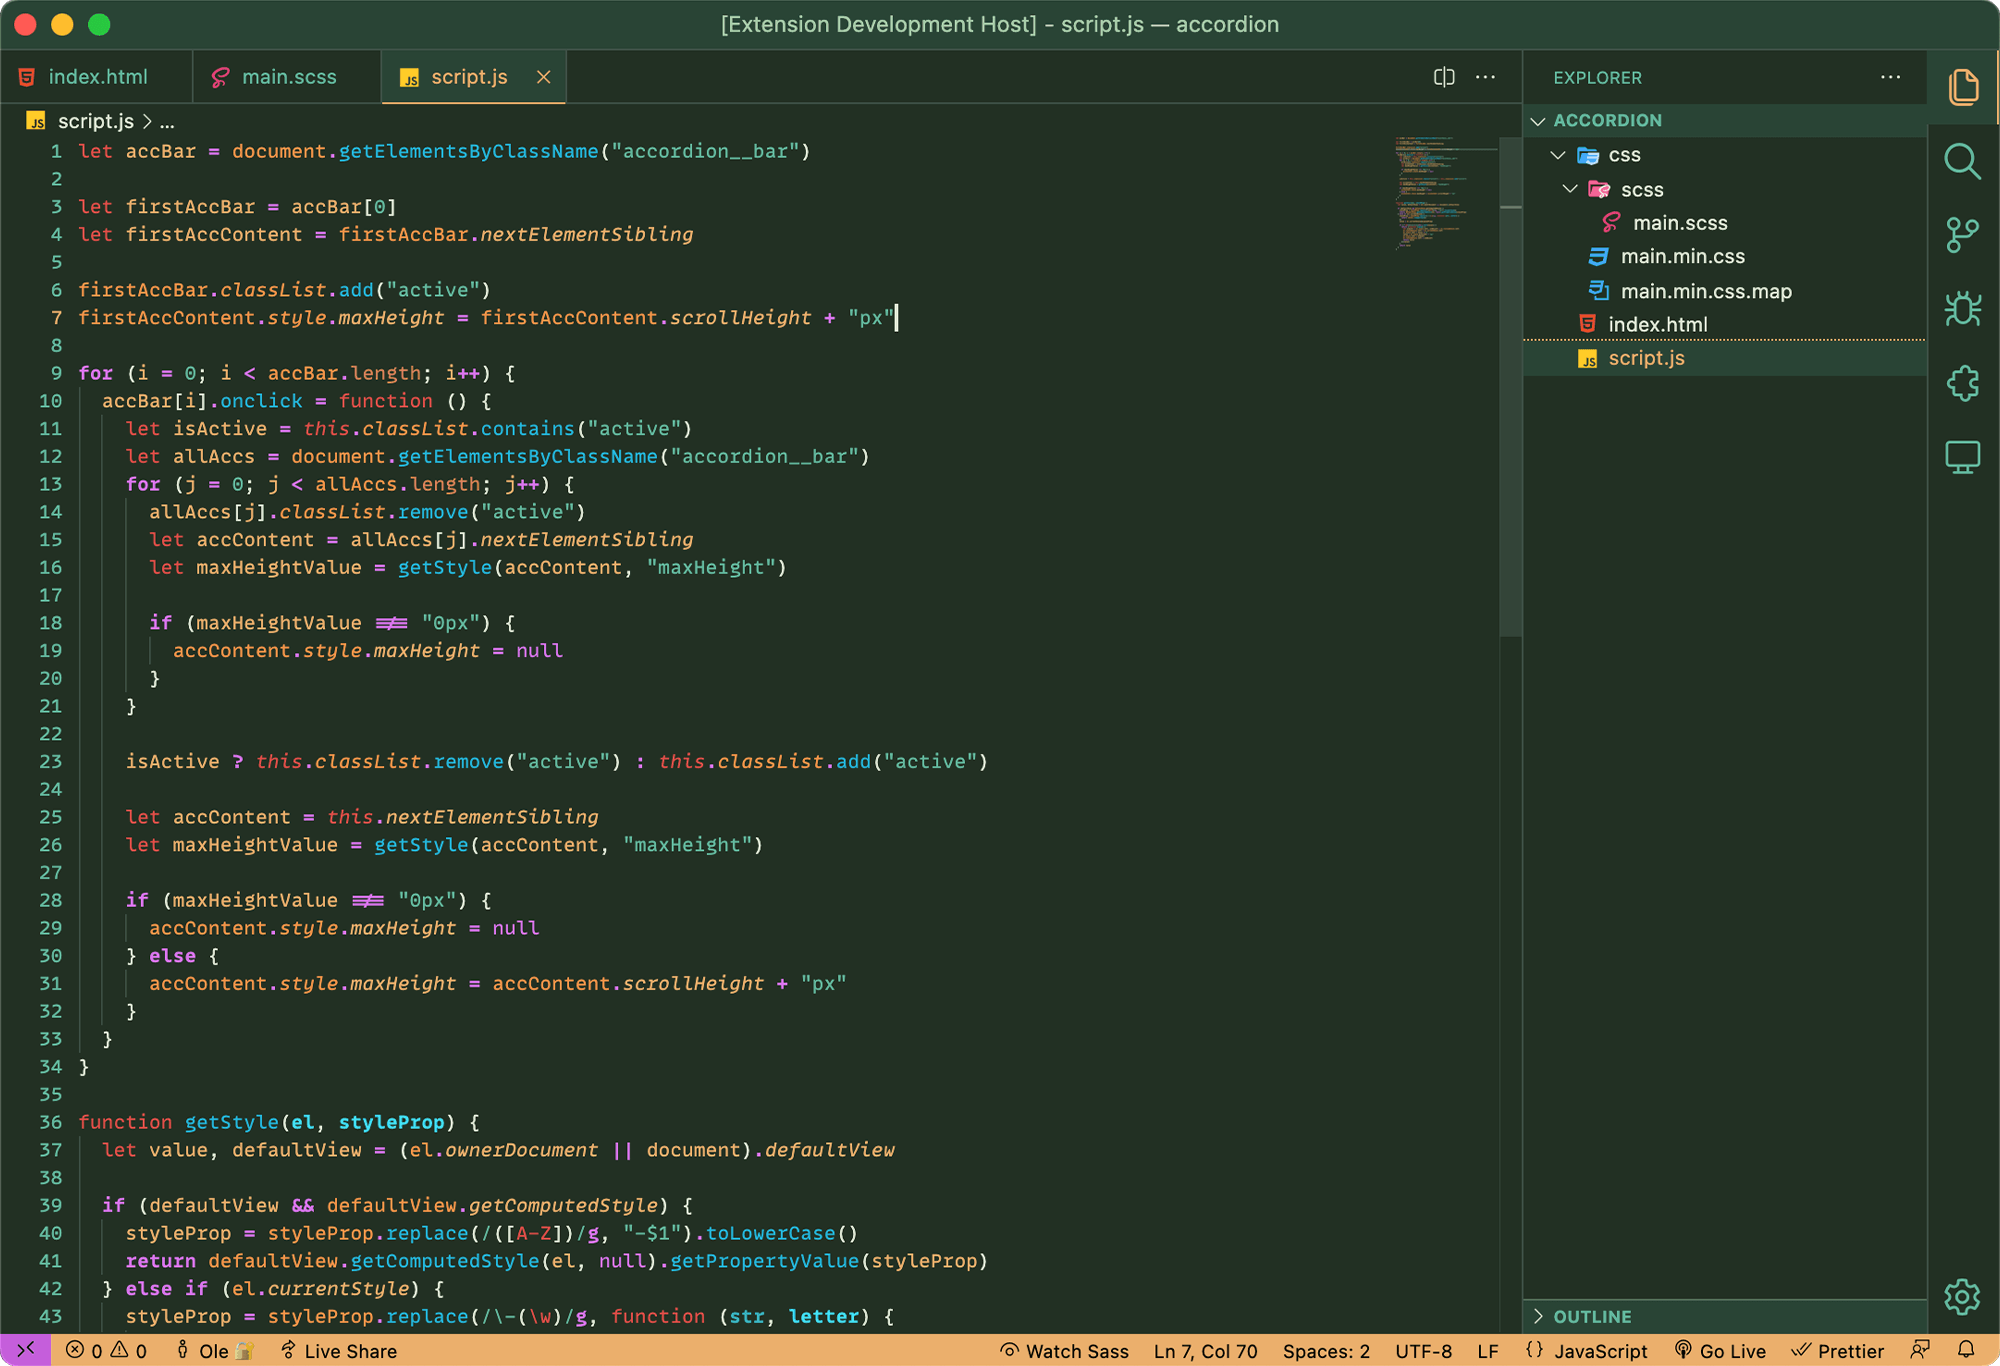 [Extension Development Host] - script.js — accordion
index.html
main.scss
script.js
script.js > ...
1 let accBar = document.getElementsByClassName("accordion__bar")
2
3 let firstAccBar = accBar[0]
4 let firstAccContent = firstAccBar.nextElementSibling
5
6 firstAccBar.classList.add("active")
7 firstAccContent.style.maxHeight = firstAccContent.scrollHeight + "px"
8
9 for (i = 0; i < accBar.length; i++) {
10 accBar[i].onclick = function () {
11 let isActive = this.classList.contains("active")
12 let allAccs = document.getElementsByClassName("accordion__bar")
13 for (j = 0; j < allAccs.length; j++) {
14 allAccs[j].classList.remove("active")
15 let accContent = allAccs[j].nextElementSibling
16 let maxHeightValue = getStyle(accContent, "maxHeight")
17
18 if (maxHeightValue !== "0px") {
19 accContent.style.maxHeight = null
20 }
21 }
22
23 isActive ? this.classList.remove("active") : this.classList.add("active")
24
25 let accContent = this.nextElementSibling
26 let maxHeightValue = getStyle(accContent, "maxHeight")
27
28 if (maxHeightValue !== "0px") {
29 accContent.style.maxHeight = null
30 } else {
31 accContent.style.maxHeight = accContent.scrollHeight + "px"
32 }
33 }
34 }
35
36 function getStyle(el, styleProp) {
37 let value, defaultView = (el.ownerDocument || document).defaultView
38
39 if (defaultView && defaultView.getComputedStyle) {
40 styleProp = styleProp.replace(/([A-Z])/g, "-$1").toLowerCase()
41 return defaultView.getComputedStyle(el, null).getPropertyValue(styleProp)
42 } else if (el.currentStyle) {
43 styleProp = styleProp.replace(/\-(\w)/g, function (str, letter) {
EXPLORER
ACCORDION
css
scss
main.scss
main.min.css
main.min.css.map
index.html
script.js
OUTLINE
0 0 Ole Live Share
Watch Sass Ln 7, Col 70 Spaces: 2 UTF-8 LF {} JavaScript Go Live Prettier